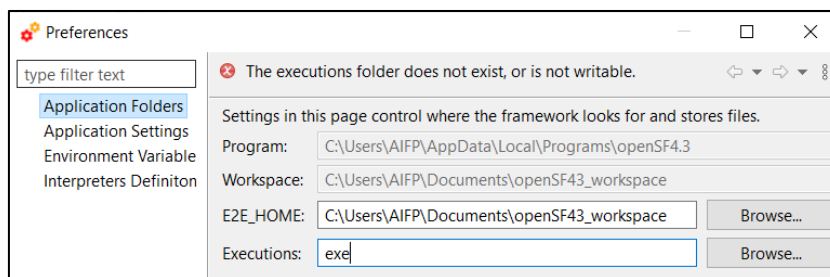 Preferences
type filter text
The executions folder does not exist, or is not writable.
Application Folders
Application Settings
Environment Variable
Interpreters Definiton
Settings in this page control where the framework looks for and stores files.
Program: C:\Users\AIFP\AppData\Local\Programs\openSF4.3
Workspace: C:\Users\AIFP\Documents\openSF43_workspace
E2E_HOME: C:\Users\AIFP\Documents\openSF43_workspace Browse...
Executions: exe Browse...